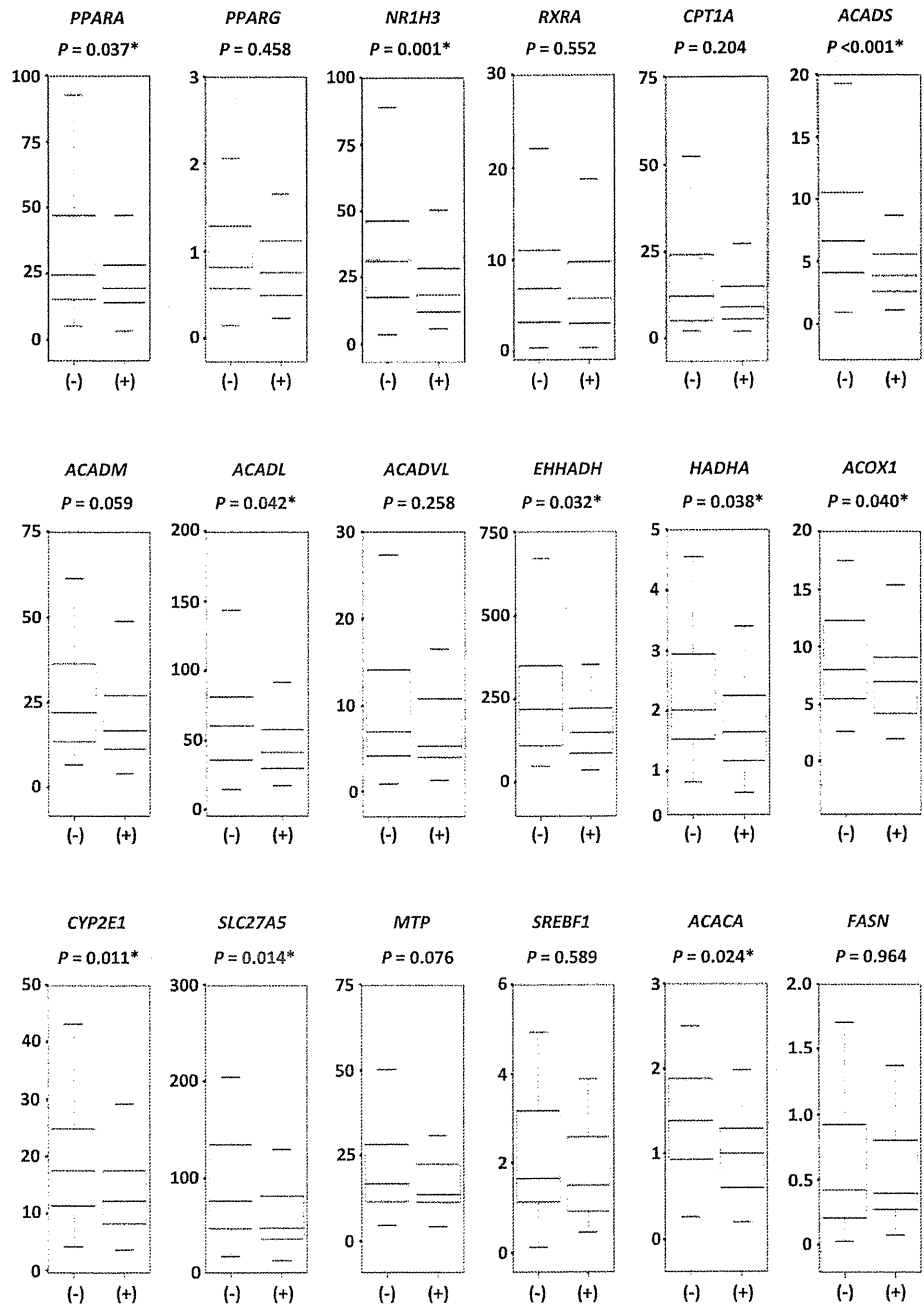 PPARA PPARG NR1H3 RXRA CPT1A ACADS
P = 0.037* P = 0.458 P = 0.001* P = 0.552 P = 0.204 P <0.001*
100 3 100 30 75 20
75 2 75 20 50 15
50 1 50 10 25 10
25 0 25 0 0 5
0 0 0
(-) (+) (-) (+) (-) (+) (-) (+) (-) (+) (-) (+)
ACADM ACADL ACADVL EHHADH HADHA ACOX1
P = 0.059 P = 0.042* P = 0.258 P = 0.032* P = 0.038* P = 0.040*
75 200 30 750 5 20
50 150 20 500 4 15
25 100 10 250 3 10
0 50 0 0 2 5
0 1 0
0
(-) (+) (-) (+) (-) (+) (-) (+) (-) (+) (-) (+)
CYP2E1 SLC27A5 MTP SREBF1 ACACA FASN
P = 0.011* P = 0.014* P = 0.076 P = 0.589 P = 0.024* P = 0.964
50 300 75 6 3 2.0
40 200 50 4 2 1.5
30 100 25 2 1 1.0
20 0 0 0 0 0.5
10 0.0
0
(-) (+) (-) (+) (-) (+) (-) (+) (-) (+) (-) (+)